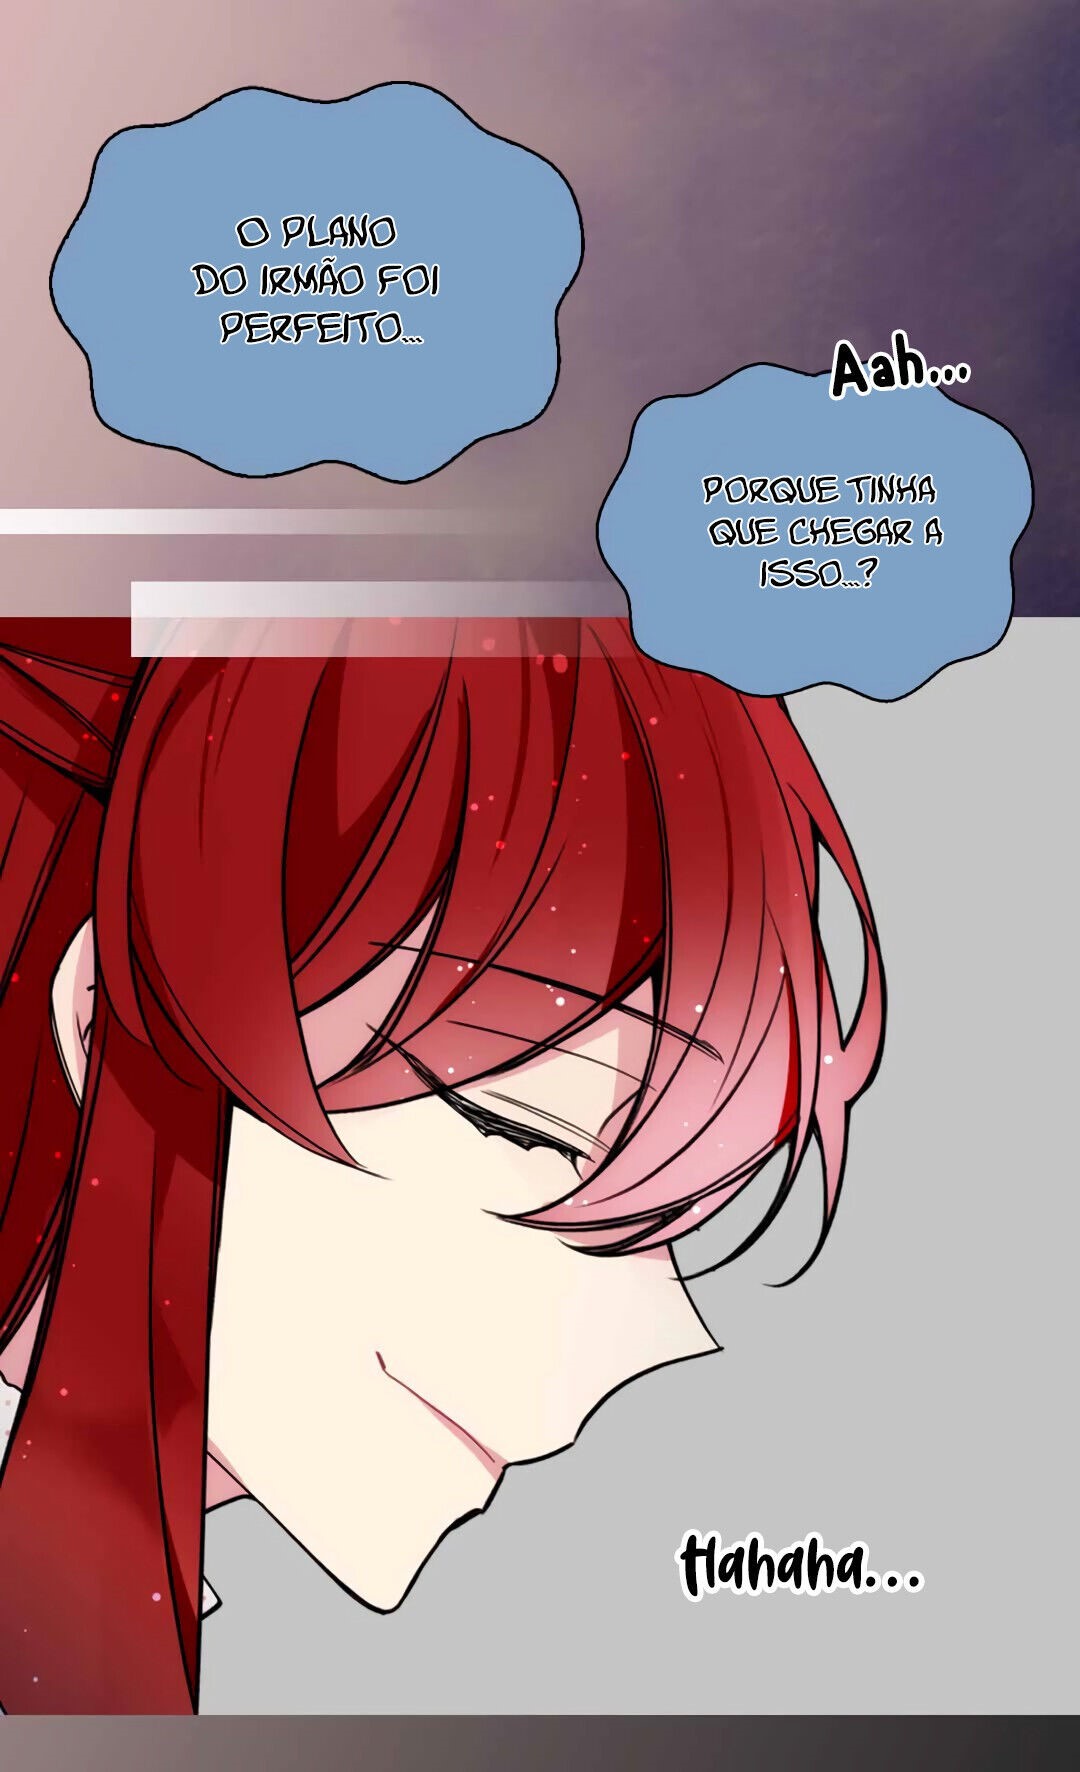 O PLANO
DO IRMÃO FOI
PERFEITO...
Aah...
PORQUE TINHA
QUE CHEGAR A
ISSO...?
Hahaha...